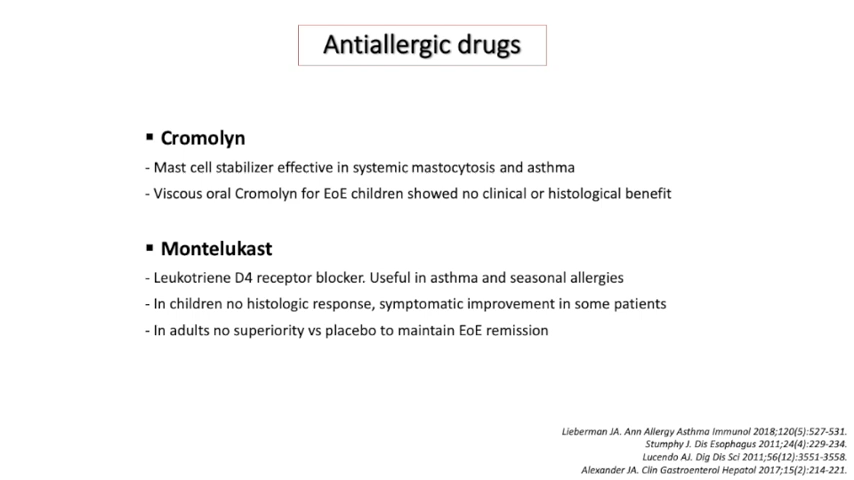 Antiallergic drugs
▪ Cromolyn
- Mast cell stabilizer effective in systemic mastocytosis and asthma
- Viscous oral Cromolyn for EoE children showed no clinical or histological benefit
▪ Montelukast
- Leukotriene D4 receptor blocker. Useful in asthma and seasonal allergies
- In children no histologic response, symptomatic improvement in some patients
- In adults no superiority vs placebo to maintain EoE remission
Lieberman JA. Ann Allergy Asthma Immunol 2018;120(5):527-531.
Stumphy J. Dis Esophagus 2011;24(4):229-234.
Lucendo AJ. Dig Dis Sci 2011;56(12):3551-3558.
Alexander JA. Clin Gastroenterol Hepatol 2017;15(2):214-221.